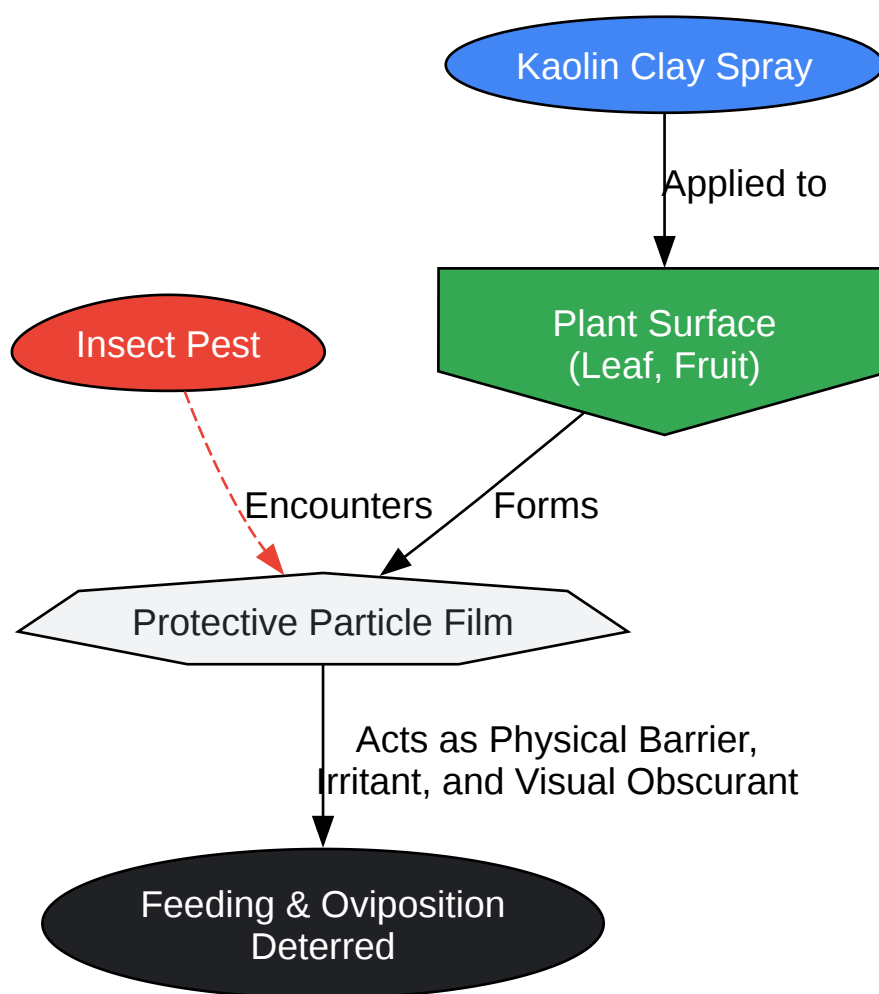 Kaolin Clay Spray
Applied to
Plant Surface
(Leaf, Fruit)
Insect Pest
Encounters
Forms
Protective Particle Film
Acts as Physical Barrier,
Irritant, and Visual Obscurant
Feeding & Oviposition
Deterred